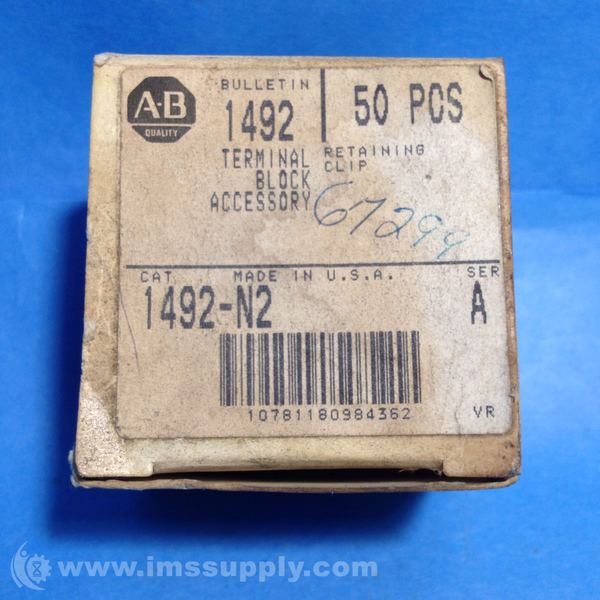 A-B
QUALITY
BULLETIN
1492
50 PCS
TERMINAL RETAINING
BLOCK CLIP
ACCESSORY
67299
CAT. MADE IN U.S.A. SER
1492-N2 A
10781180984362
VR
www.imssupply.com